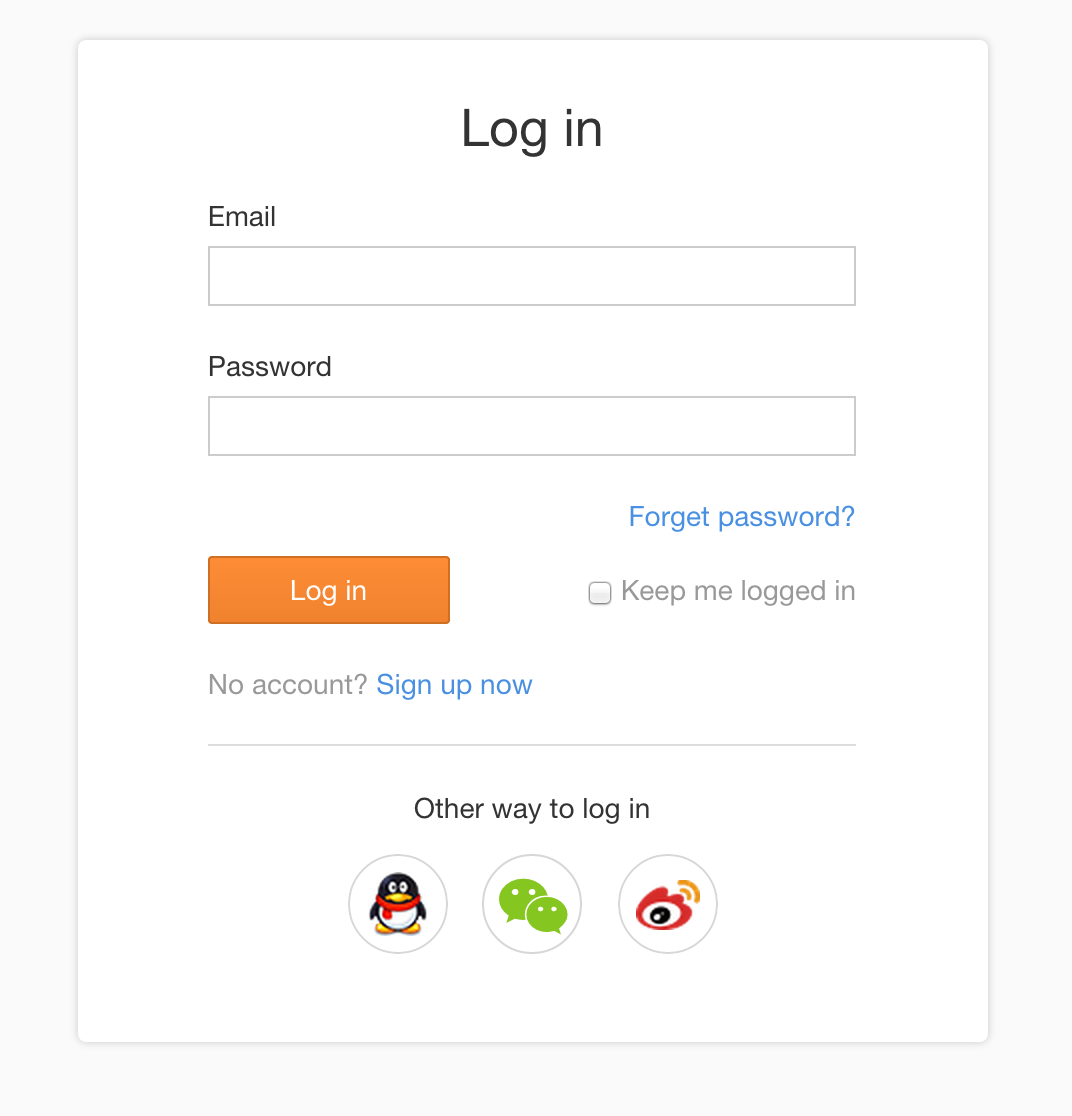 Log in
Email
Password
Forget password?
Log in
Keep me logged in
No account? Sign up now
Other way to log in